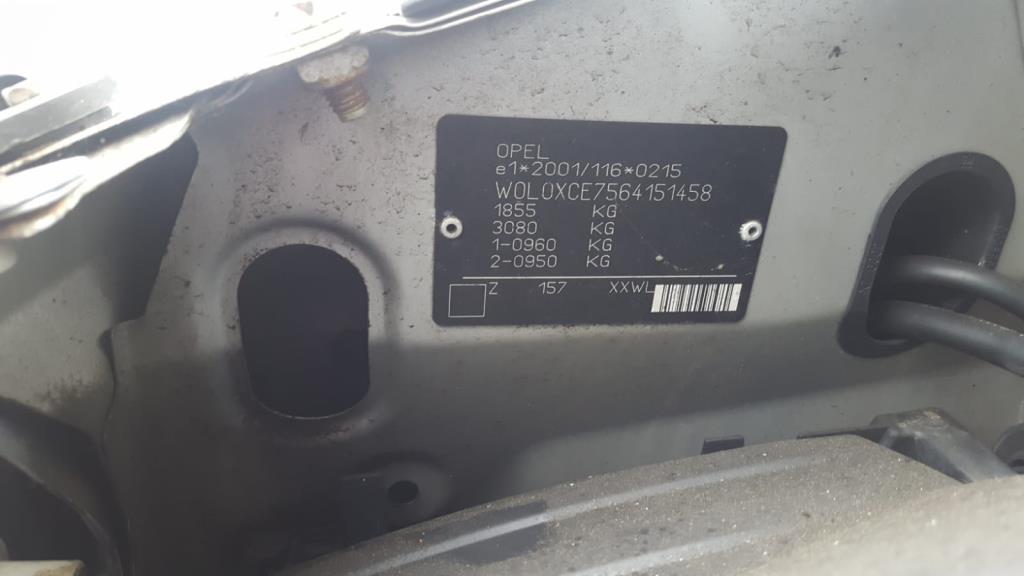 OPEL
e1*2001/116*0215
W0L0XCE7564151458
1855 KG
3080 KG
1-0960 KG
2-0950 KG
Z 157 XXWL